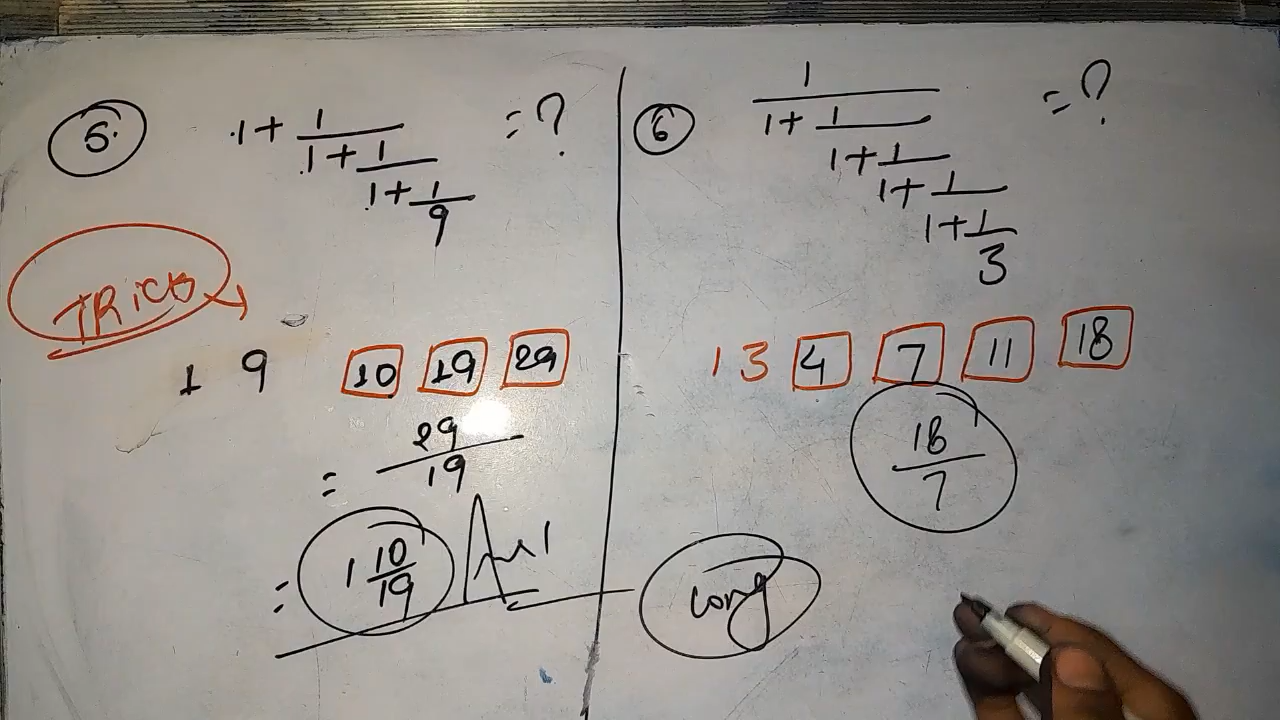 5.
1 + 1
1 + 1
1 + 1
9
= ?
TRICK
1 9 10 19 29
= 29
19
= 1 10
19
Ans
6
1
1 + 1
1 + 1
1 + 1
1 + 1
3
= ?
1 3 4 7 11 18
18
7